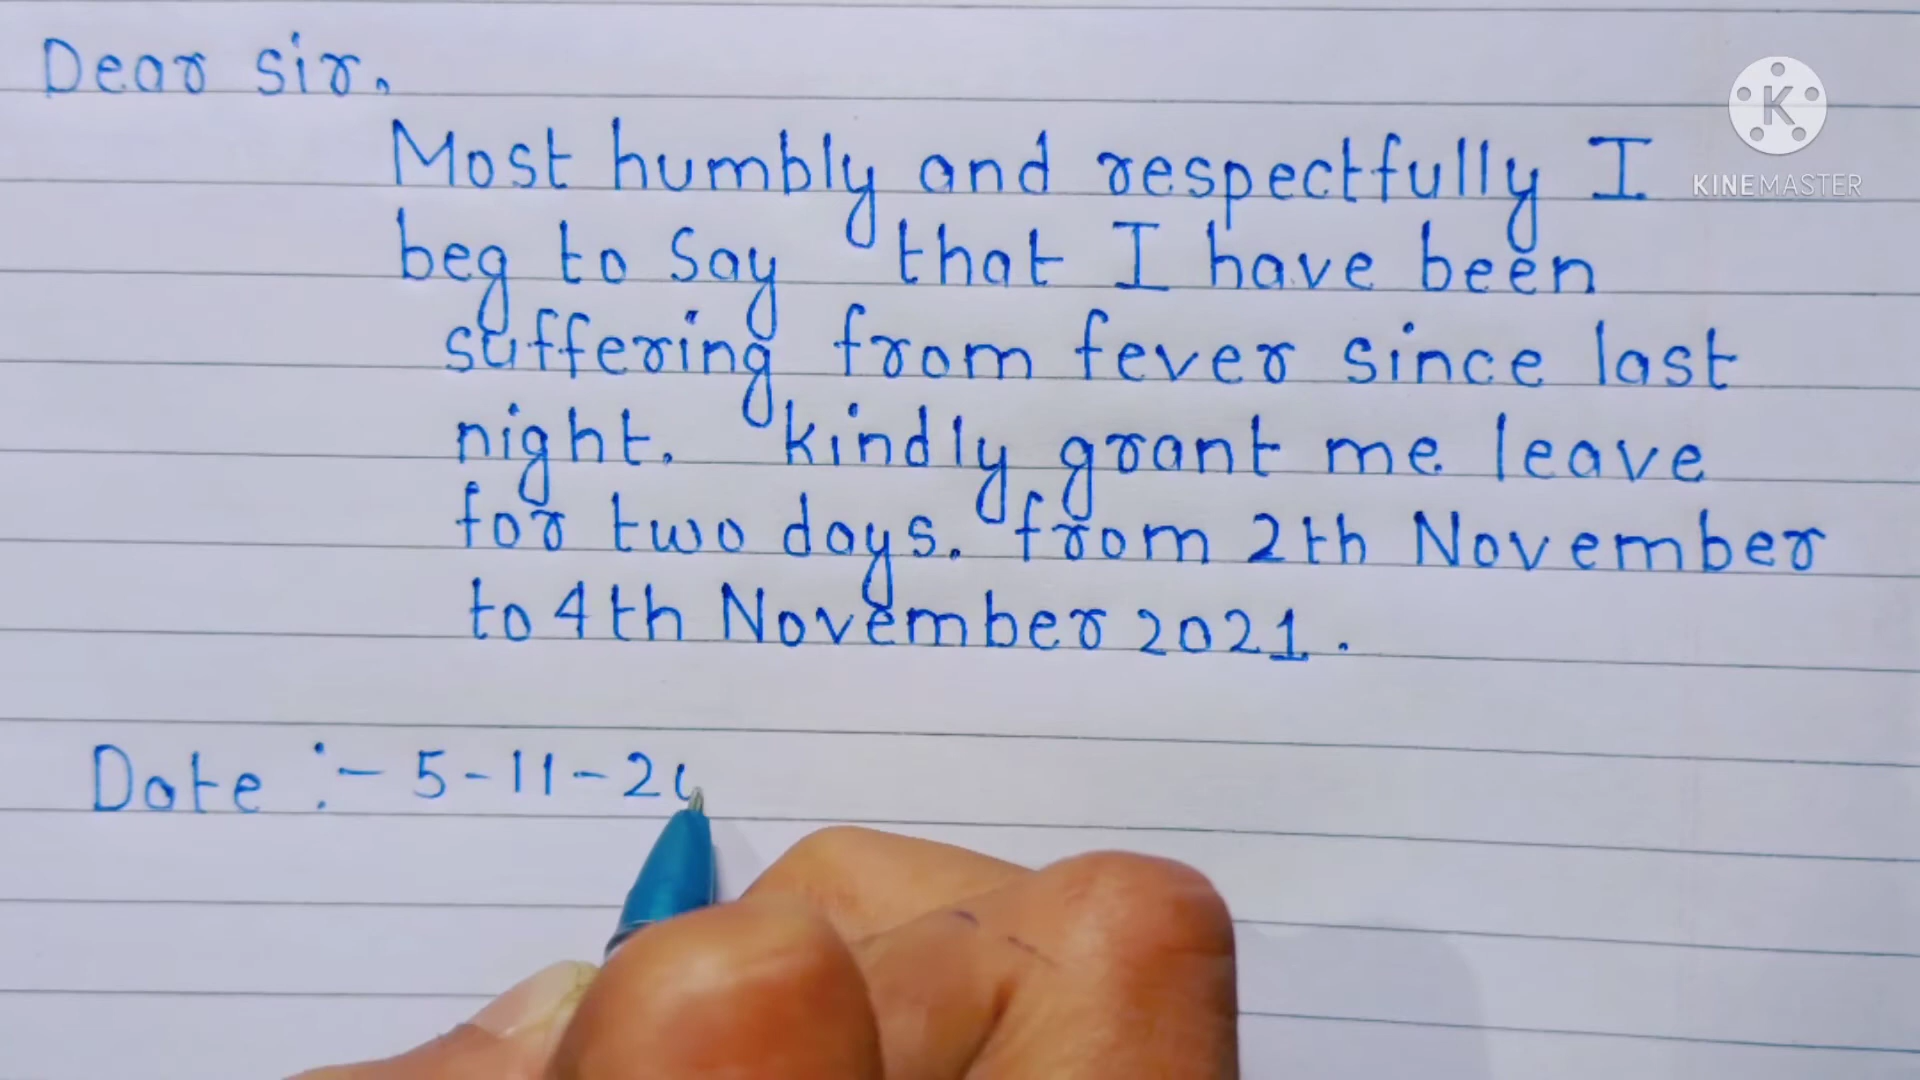 Dear sir,
Most humbly and respectfully I
beg to say that I have been
suffering from fever since last
night. kindly grant me leave
for two days. from 2th November
to 4th November 2021.
Date :- 5-11-2
K
KINEMASTER